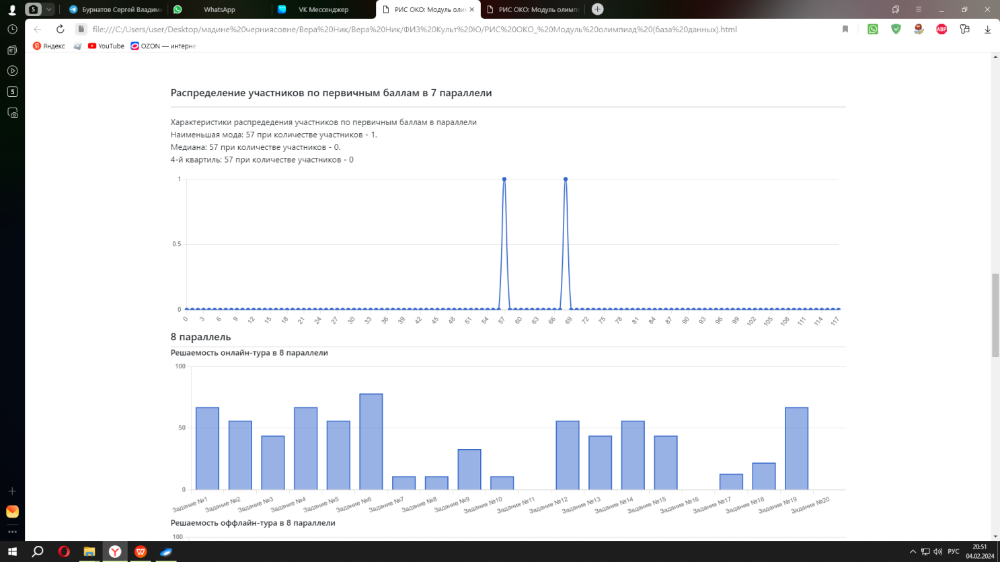 5
Бурнатов Сергей Владими
WhatsApp
VK Мессенджер
РИС ОКО: Модуль оли
РИС ОКО: Модуль олимпи
file:///C:/Users/user/Desktop/мадине%20черниясовне/Вера%20Ник/Вера%20Ник/ФИЗ%20Культ%20Ю/РИС%20ОКО_%20Модуль%20олимпиад%20(база%20данных).html
ABP
Яндекс
YouTube
OZON — интерне
5
Распределение участников по первичным баллам в 7 параллели
Характеристики распредедения участников по первичным баллам в параллели
Наименьшая мода: 57 при количестве участников - 1.
Медиана: 57 при количестве участников - 0.
4-й квартиль: 57 при количестве участников - 0
1
0.5
0
0 3 6 9 12 15 18 21 24 27 30 33 36 39 42 45 48 51 54 57 60 63 66 69 72 75 78 81 84 87 90 93 96 99 102 105 108 111 114 117
8 параллель
Решаемость онлайн-тура в 8 параллели
100
50
0
Задание №1 Задание №2 Задание №3 Задание №4 Задание №5 Задание №6 Задание №7 Задание №8 Задание №9 Задание №10 Задание №11 Задание №12 Задание №13 Задание №14 Задание №15 Задание №16 Задание №17 Задание №18 Задание №19 Задание №20
Решаемость оффлайн-тура в 8 параллели
100
РУС
20:51
04.02.2024